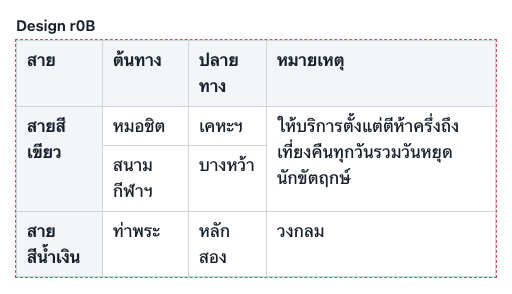 Design r0B
สาย
ต้นทาง
ปลาย
ทาง
หมายเหตุ
สายสี
เขียว
หมอชิต
เคหะฯ
ให้บริการตั้งแต่ตีห้าครึ่งถึง
เที่ยงคืนทุกวันรวมวันหยุด
นักขัตฤกษ์
สนาม
กีฬาฯ
บางหว้า
สาย
สีน้ำเงิน
ท่าพระ
หลัก
สอง
วงกลม